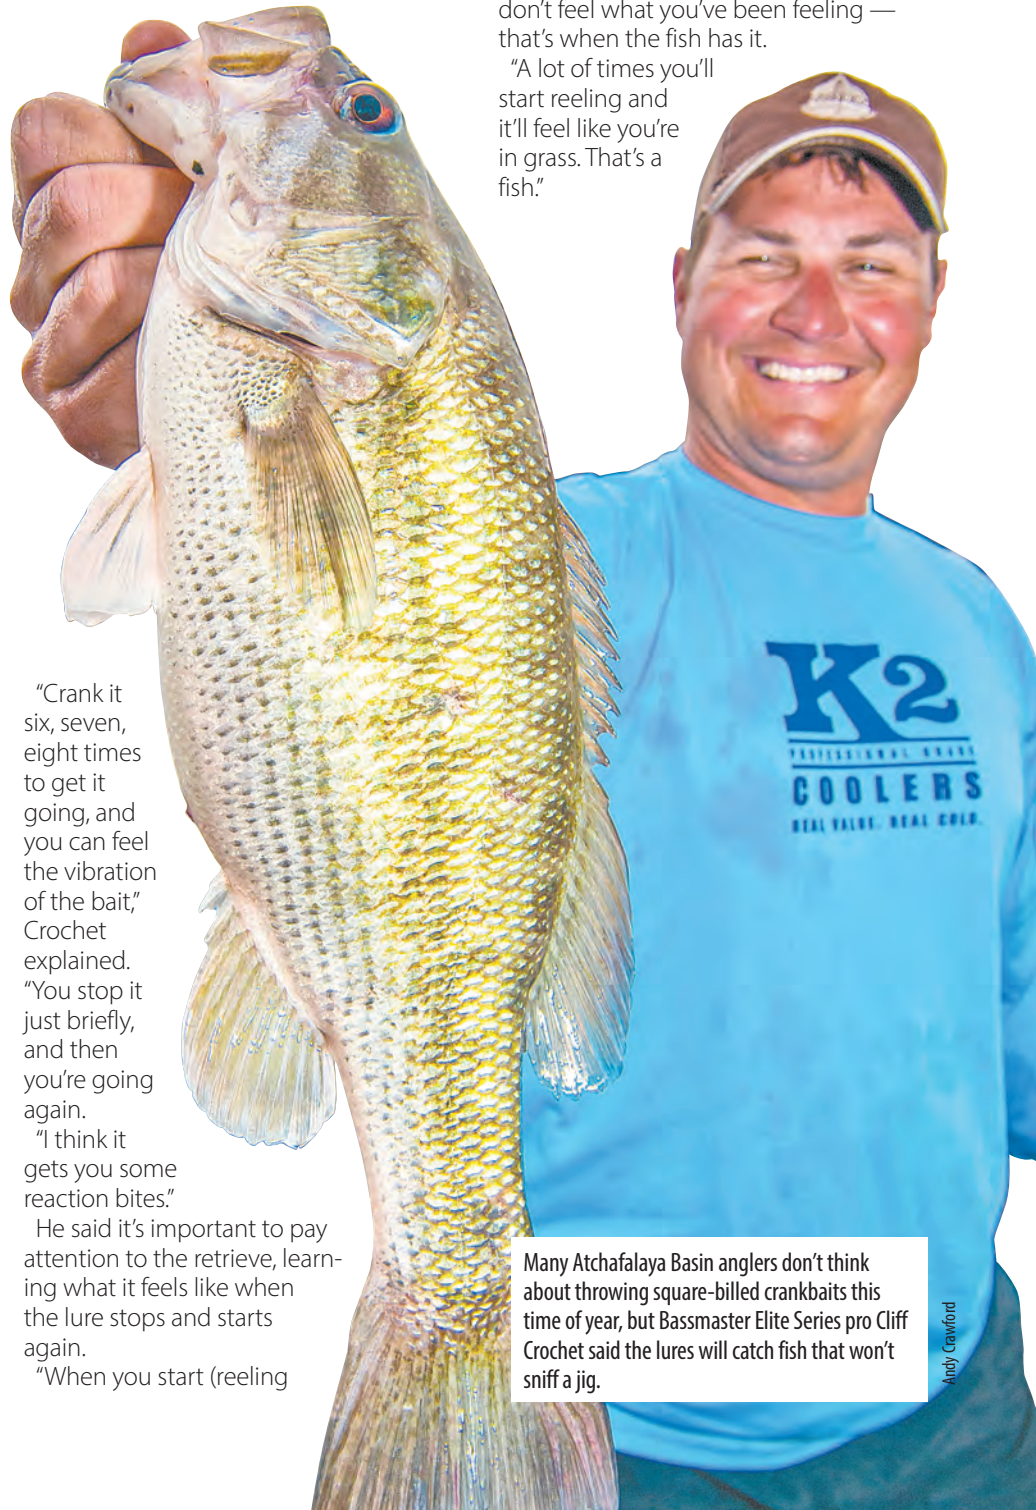 “Crank it
six, seven,
eight times
to get it
going, and
you can feel
the vibration
of the bait,”
Crochet
explained.
“You stop it
just briefly,
and then
you’re going
again.
“I think it
gets you some
reaction bites.”
He said it’s important to pay
attention to the retrieve, learn-
ing what it feels like when
the lure stops and starts
again.
“When you start (reeling
don’t feel what you’ve been feeling —
that’s when the fish has it.
“A lot of times you’ll
start reeling and
it’ll feel like you’re
in grass. That’s a
fish.”
K2
PROFESSIONAL GRADE
COOLERS
REAL VALUE. REAL COLD.
Many Atchafalaya Basin anglers don’t think
about throwing square-billed crankbaits this
time of year, but Bassmaster Elite Series pro Cliff
Crochet said the lures will catch fish that won’t
sniff a jig.
Andy Crawford